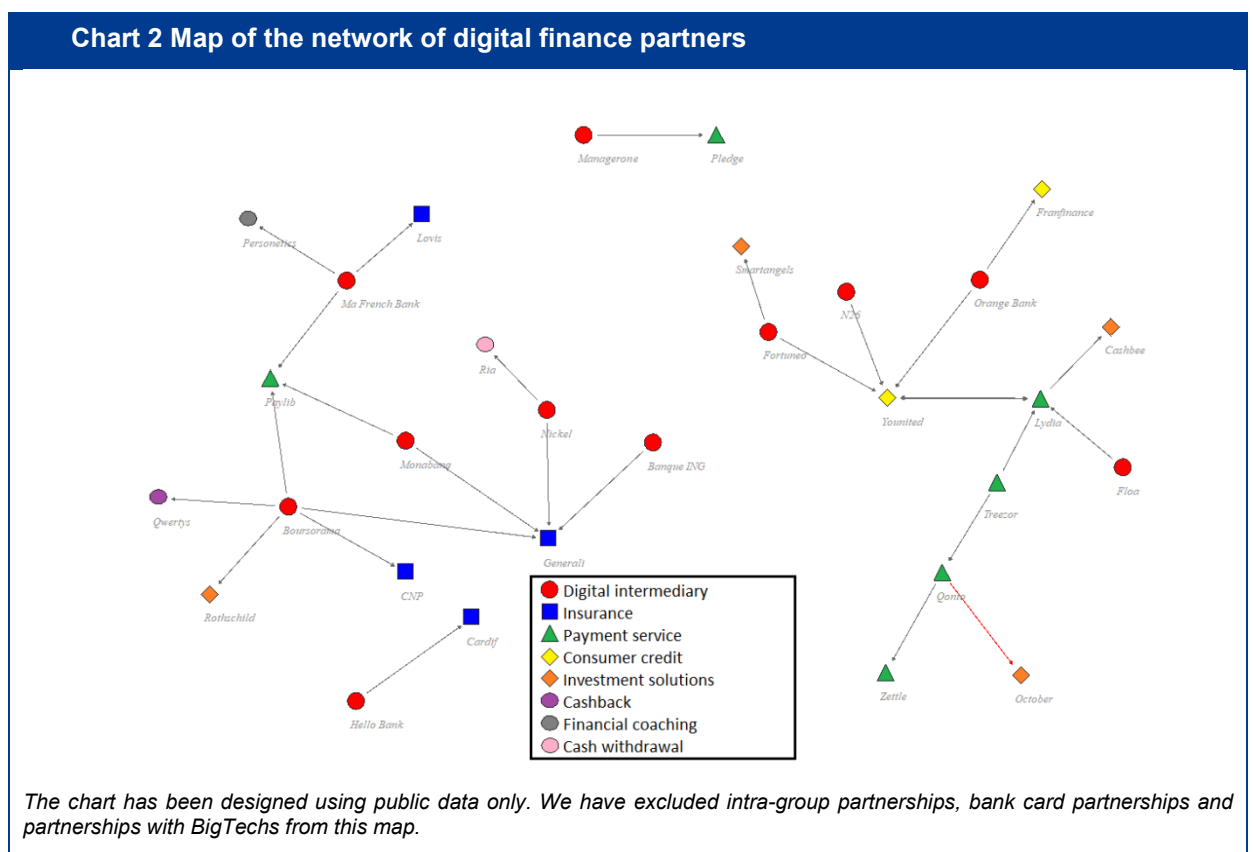 Chart 2 Map of the network of digital finance partners
Managerone
Pledge
Franfinance
Personetics
Lovis
Smartangels
Ma French Bank
N26
Orange Bank
Fortuneo
Cashbee
Ria
Paylib
Younited
Lydia
Nickel
Monabanq
Banque ING
Floa
Treezor
Qwertys
Boursorama
Generali
CNP
Qonto
Rothschild
Cardif
Zettle
October
Hello Bank
Digital intermediary
Insurance
Payment service
Consumer credit
Investment solutions
Cashback
Financial coaching
Cash withdrawal
The chart has been designed using public data only. We have excluded intra-group partnerships, bank card partnerships and
partnerships with BigTechs from this map.